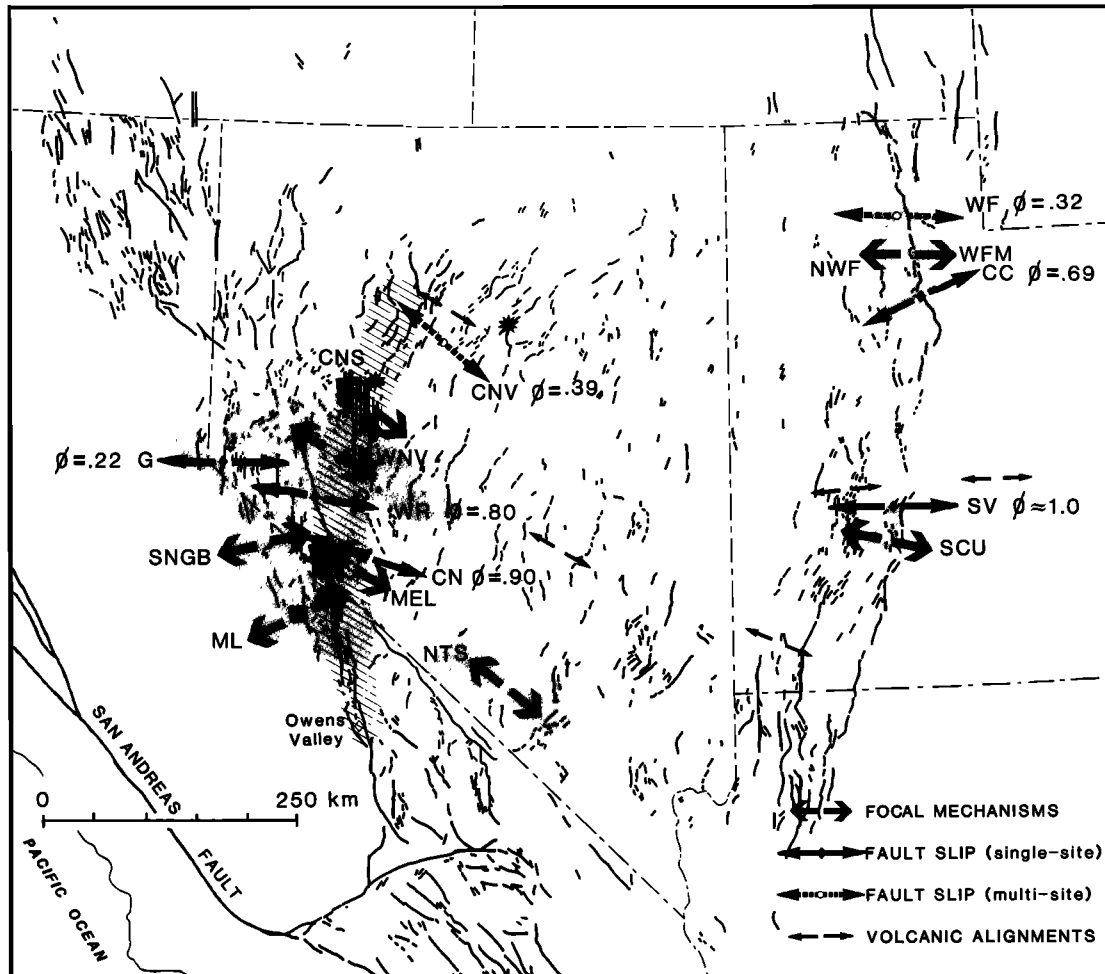 WF ϕ=.32
NWF
WFM
CC ϕ=.69
CNS
CNV ϕ=.39
WNV
ϕ=.22 G
WR ϕ=.80
SV ϕ≈1.0
SNGB
SCU
CN ϕ=.90
MEL
ML
NTS
Owens
Valley
SAN ANDREAS
FAULT
0
250 km
PACIFIC OCEAN
FOCAL MECHANISMS
FAULT SLIP (single-site)
FAULT SLIP (multi-site)
VOLCANIC ALIGNMENTS